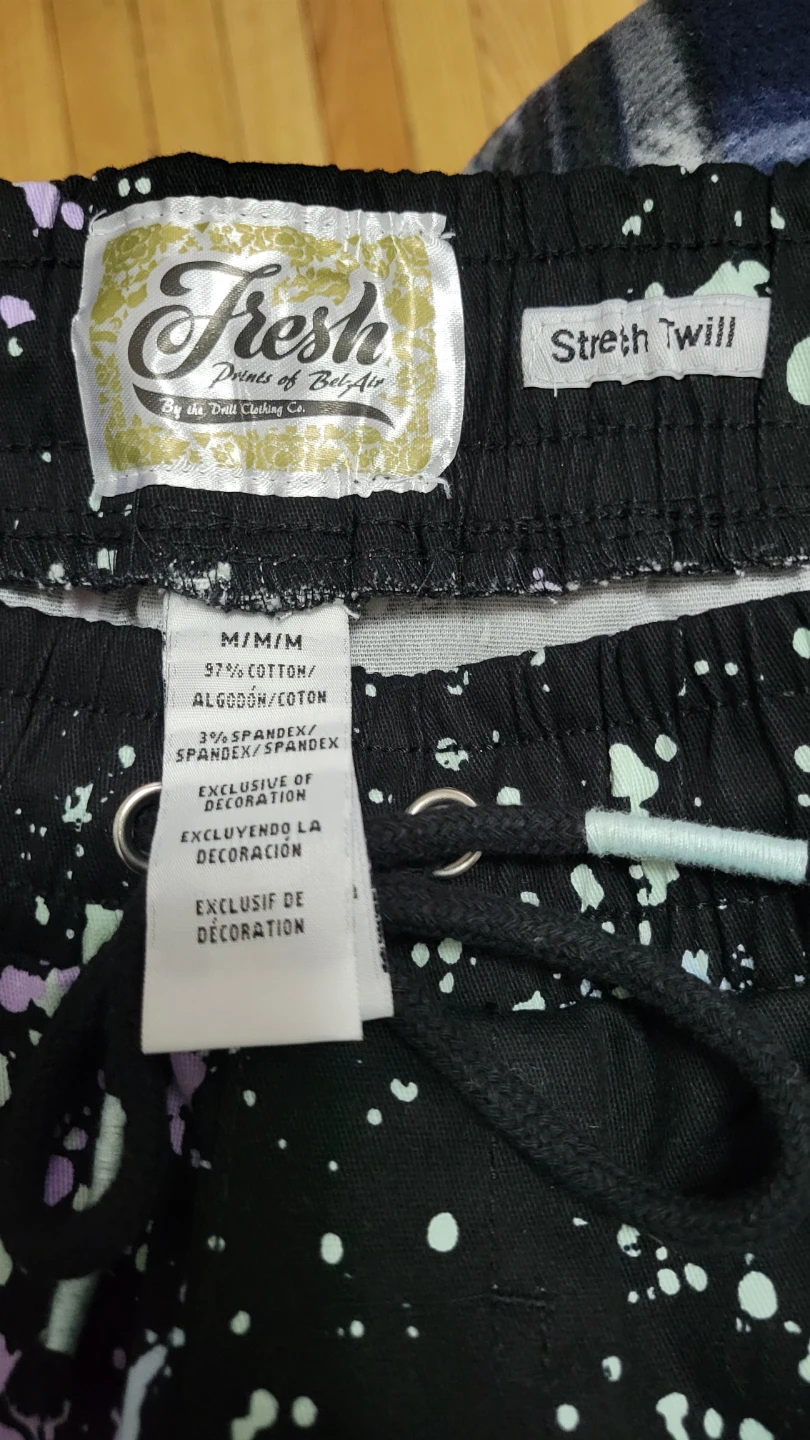 Fresh
Prints of Bel-Air
By the Drill Clothing Co.
Stretch Twill
M/M/M
97% COTTON/
ALGODÓN/COTON
3% SPANDEX/
SPANDEX/SPANDEX
EXCLUSIVE OF
DECORATION
EXCLUYENDO LA
DECORACIÓN
EXCLUSIF DE
DÉCORATION